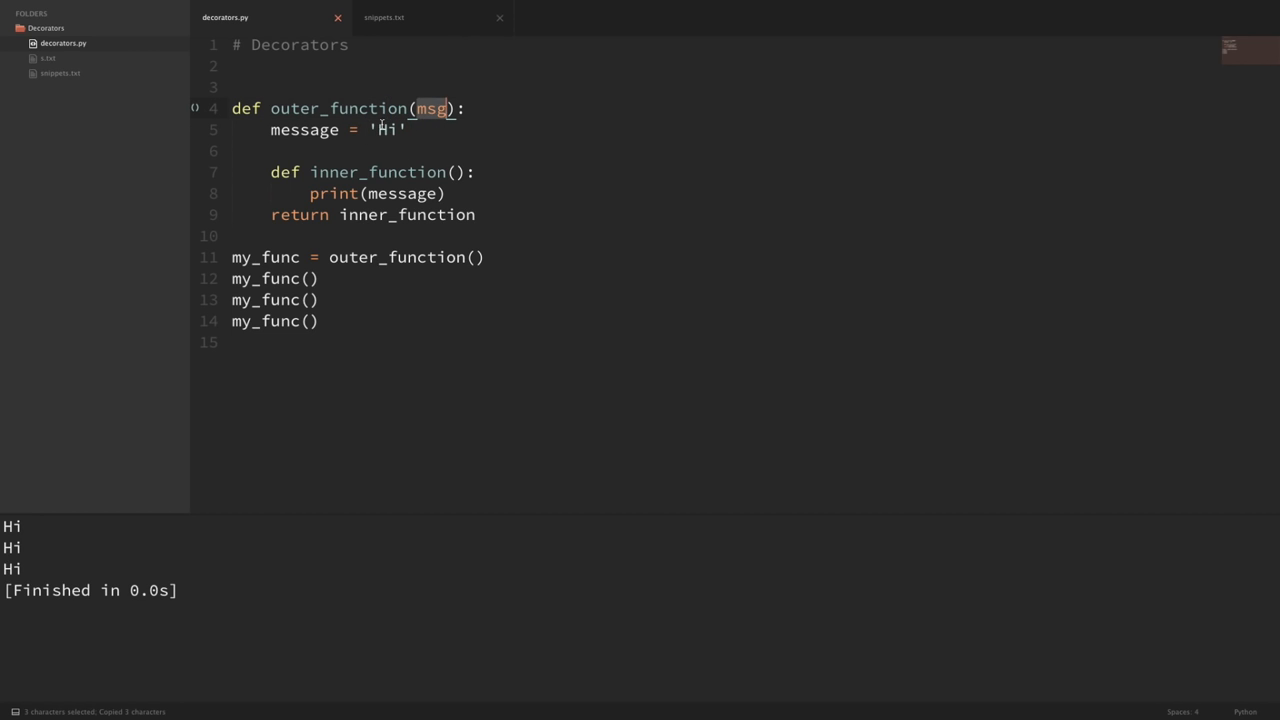 FOLDERS
Decorators
decorators.py
s.txt
snippets.txt
decorators.py
snippets.txt
1 # Decorators
2
3
() 4 def outer_function(msg):
5     message = 'Hi'
6
7     def inner_function():
8         print(message)
9     return inner_function
10
11 my_func = outer_function()
12 my_func()
13 my_func()
14 my_func()
15
Hi
Hi
Hi
[Finished in 0.0s]
3 characters selected; Copied 3 characters
Spaces: 4
Python